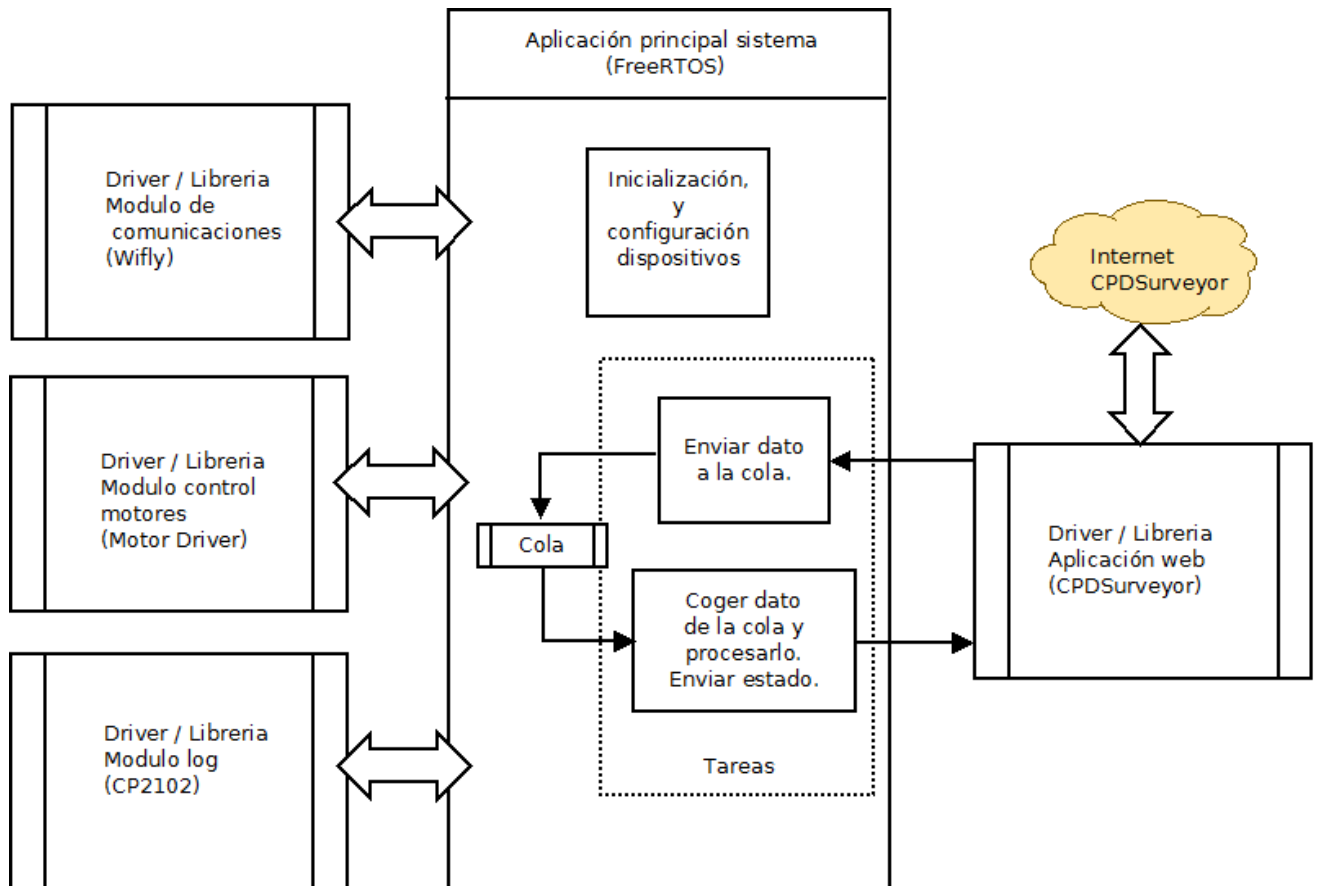 Aplicación principal sistema
(FreeRTOS)
Driver / Libreria
Modulo de
comunicaciones
(Wifly)
Inicialización,
y
configuración
dispositivos
Internet
CPDSurveyor
Driver / Libreria
Modulo control
motores
(Motor Driver)
Enviar dato
a la cola.
Cola
Coger dato
de la cola y
procesarlo.
Enviar estado.
Tareas
Driver / Libreria
Aplicación web
(CPDSurveyor)
Driver / Libreria
Modulo log
(CP2102)